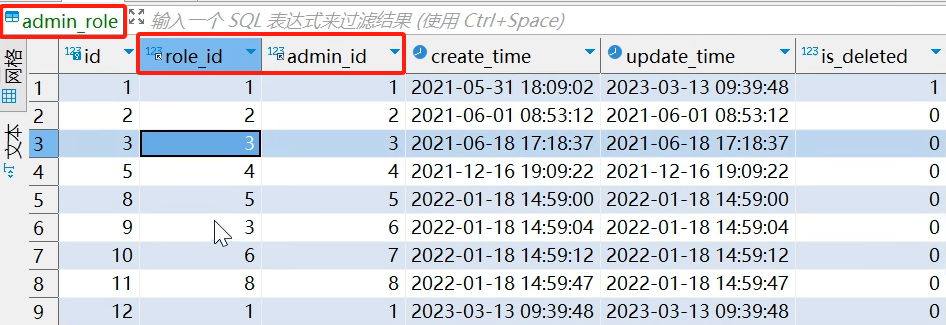 admin_role 输入一个 SQL 表达式来过滤结果 (使用 Ctrl+Space)
网格
文本
123 id 123 role_id 123 admin_id create_time update_time is_deleted
1 1 1 1 2021-05-31 18:09:02 2023-03-13 09:39:48 1
2 2 2 2 2021-06-01 08:53:12 2021-06-01 08:53:12 0
3 3 3 3 2021-06-18 17:18:37 2021-06-18 17:18:37 0
4 5 4 4 2021-12-16 19:09:22 2021-12-16 19:09:22 0
5 8 5 5 2022-01-18 14:59:00 2022-01-18 14:59:00 0
6 9 3 6 2022-01-18 14:59:04 2022-01-18 14:59:04 0
7 10 6 7 2022-01-18 14:59:12 2022-01-18 14:59:12 0
8 11 8 8 2022-01-18 14:59:47 2022-01-18 14:59:47 0
9 12 1 1 2023-03-13 09:39:48 2023-03-13 09:39:48 0